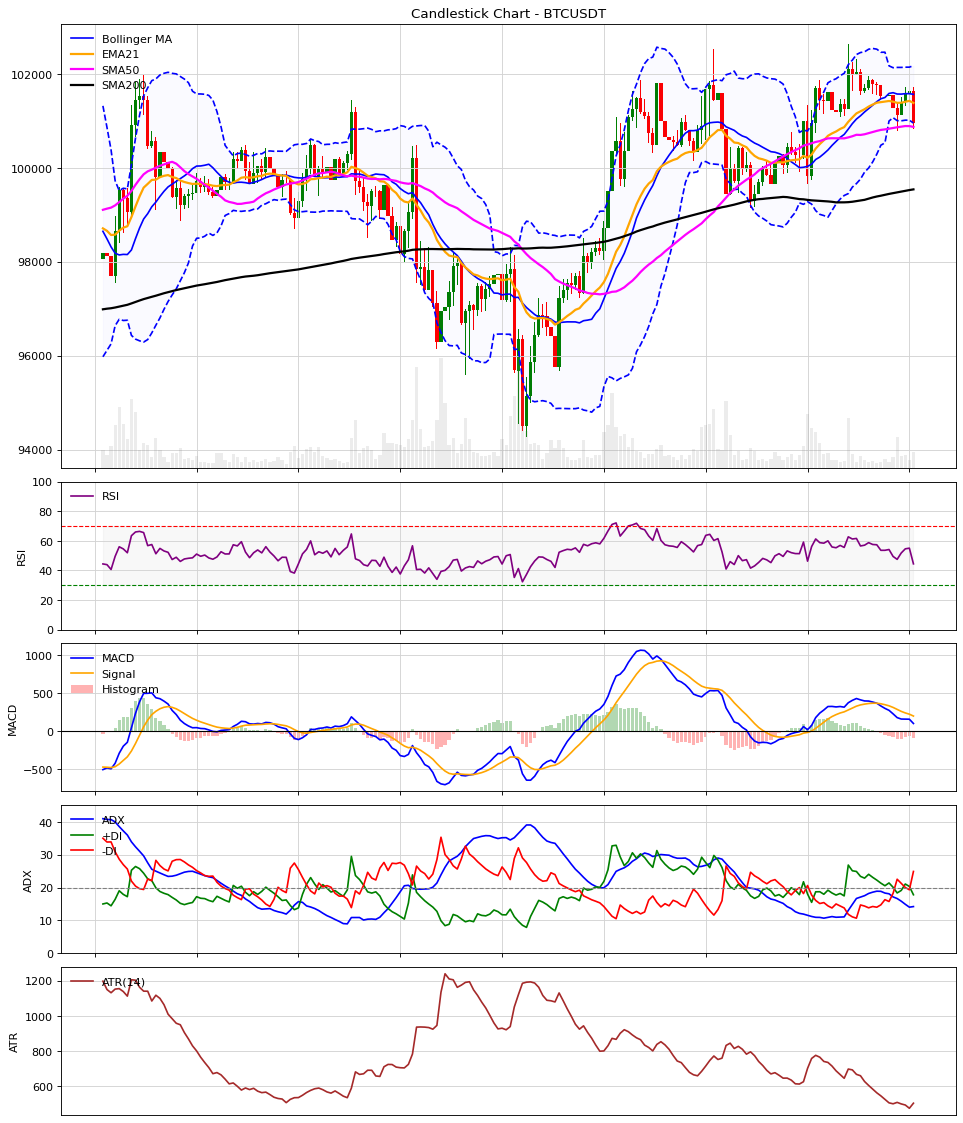 Candlestick Chart - BTCUSDT
Bollinger MA
EMA21
SMA50
SMA200
102000
100000
98000
96000
94000
RSI
100
80
60
40
20
0
RSI
MACD
Signal
Histogram
1000
500
0
−500
MACD
ADX
+DI
-DI
40
30
20
10
0
ADX
ATR(14)
1200
1000
800
600
ATR